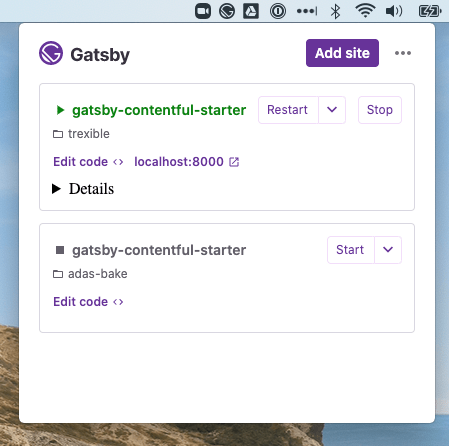 Gatsby Add site
gatsby-contentful-starter Restart Stop
trexible
Edit code localhost:8000
Details
gatsby-contentful-starter Start
adas-bake
Edit code